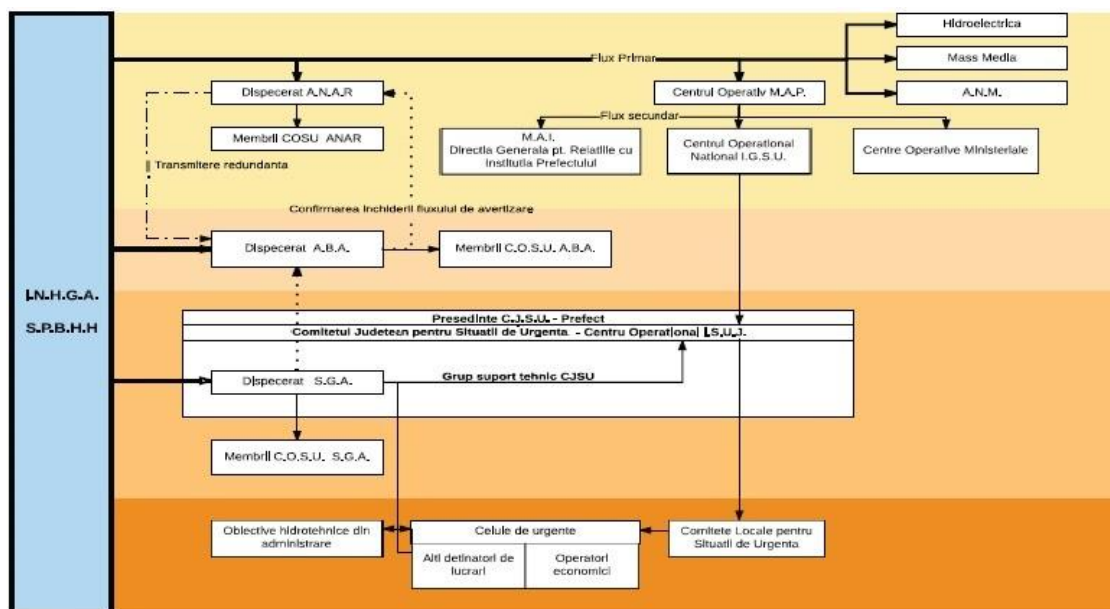 Hidroelectrica
Flux Primar
Mass Media
Dispecerat A.N.A.R
Centrul Operativ M.A.P.
A.N.M.
Flux secundar
Membrii COSU ANAR
M.A.I.
Directia Generala pt. Relatiile cu
Institutia Prefectului
Centrul Operational
National I.G.S.U.
Centre Operative Ministeriale
Transmitere redundanta
Confirmarea inchiderii fluxului de avertizare
Dispecerat A.B.A.
Membrii C.O.S.U. A.B.A.
I.N.H.G.A.
S.P.B.H.H
Presedinte C.J.S.U. - Prefect
Comitetul Judetean pentru Situatii de Urgenta - Centru Operational I.S.U.J.
Dispecerat S.G.A.
Grup suport tehnic CJSU
Membrii C.O.S.U. S.G.A.
Obiective hidrotehnice din
administrare
Celule de urgente
Alti detinatori de
lucrari
Operatori
economici
Comitete Locale pentru
Situatii de Urgenta